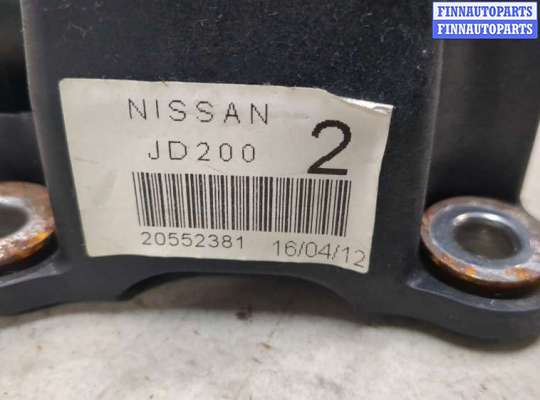 FINNAUTOPARTS
FINNAUTOPARTS
NISSAN
JD200 2
20552381 16/04/12